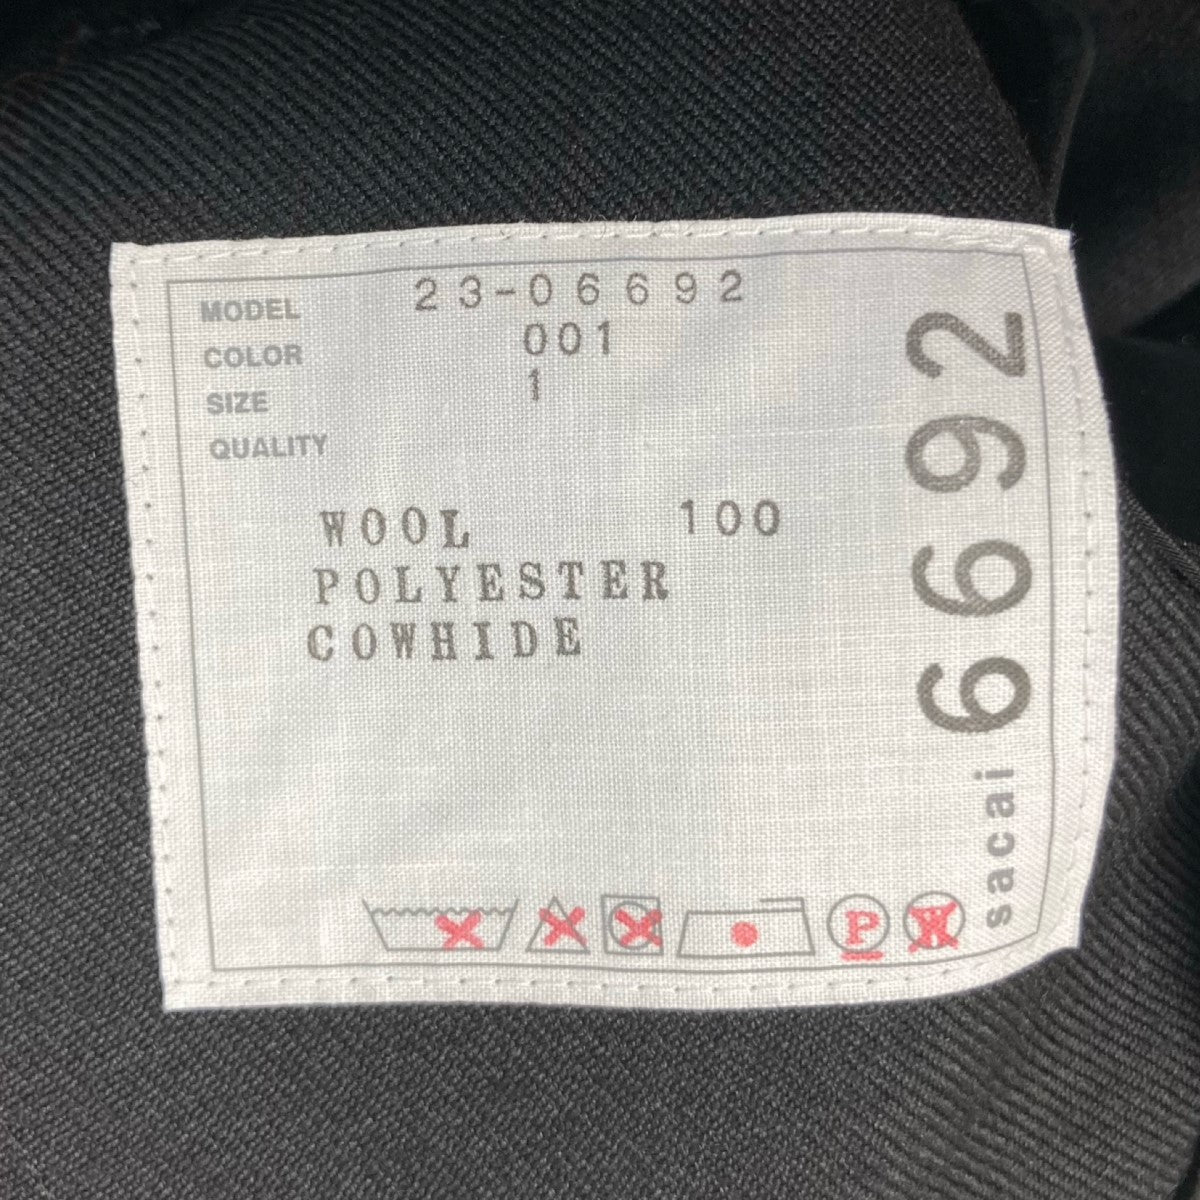 MODEL 23-06692
COLOR 001
SIZE 1
QUALITY
WOOL 100
POLYESTER
COWHIDE
P W
sacai 6692